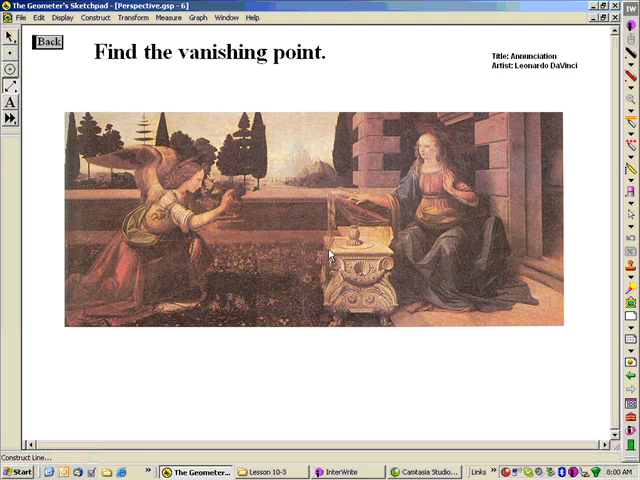 The Geometer's Sketchpad - [Perspective.gsp - 6]
File Edit Display Construct Transform Measure Graph Window Help
Back
Find the vanishing point.
Title: Annunciation
Artist: Leonardo DaVinci
A
IW
Construct Line...
Start
The Geometer's...
Lesson 10-3
InterWrite
Camtasia Studio...
Links
8:00 AM